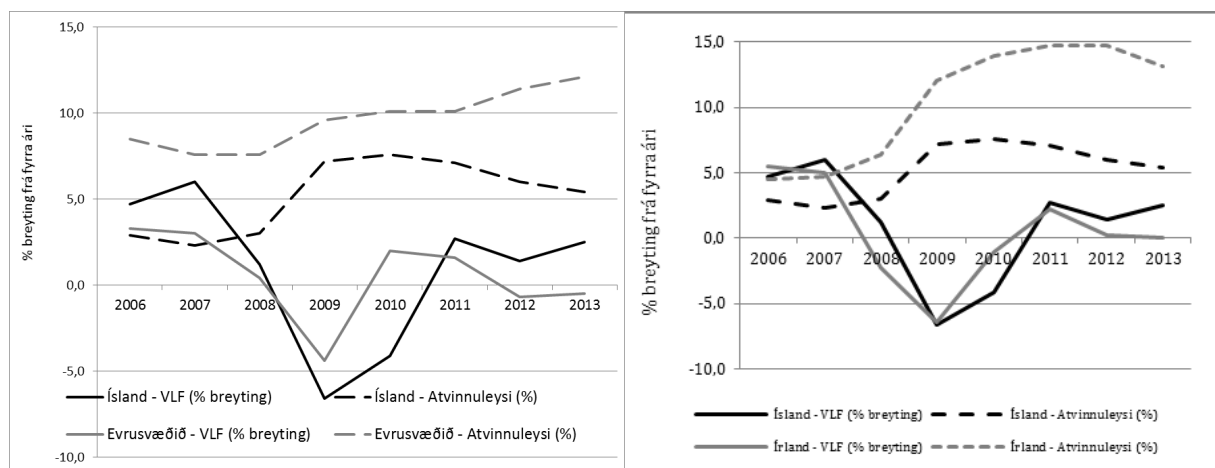 % breyting frá fyrra ári
15,0
10,0
5,0
0,0
-5,0
-10,0
2006 2007 2008 2009 2010 2011 2012 2013
Ísland - VLF (% breyting) Ísland - Atvinnuleysi (%)
Evrusvæðið - VLF (% breyting) Evrusvæðið - Atvinnuleysi (%)
% breyting frá fyrra ári
15,0
10,0
5,0
0,0
-5,0
-10,0
2006 2007 2008 2009 2010 2011 2012 2013
Ísland - VLF (% breyting) Ísland - Atvinnuleysi (%)
Írland - VLF (% breyting) Írland - Atvinnuleysi (%)